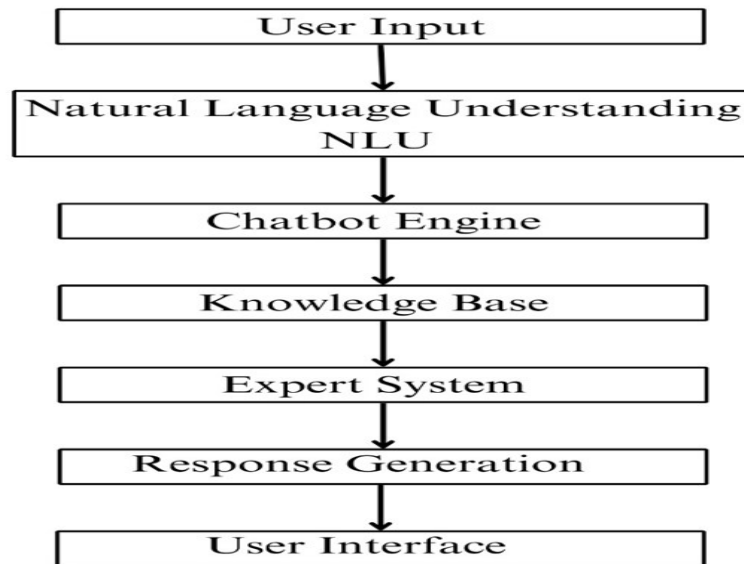 User Input
Natural Language Understanding
NLU
Chatbot Engine
Knowledge Base
Expert System
Response Generation
User Interface